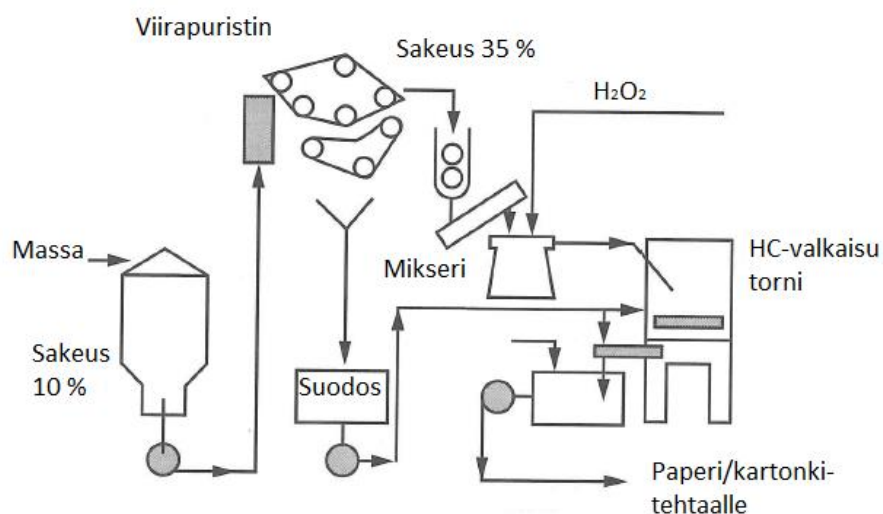 Viirapuristin
Sakeus 35 %
H₂O₂
Massa
Mikseri
HC-valkaisu
torni
Sakeus
10 %
Suodos
Paperi/kartonki-
tehtaalle